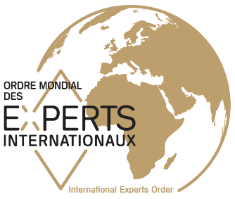 ORDRE MONDIAL
DES
EXPERTS
INTERNATIONAUX
International Experts Order